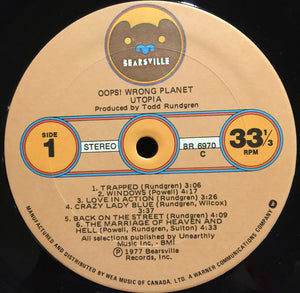 BEARSVILLE
OOPS! WRONG PLANET
UTOPIA
Produced by Todd Rundgren
SIDE
1
STEREO
BR 6970
C
33 1/3
RPM
1. TRAPPED (Rundgren) 3:06
2. WINDOWS (Powell) 4:17
3. LOVE IN ACTION (Rundgren)
4. CRAZY LADY BLUE (Rundgren, Wilcox)
3:37
5. BACK ON THE STREET (Rundgren) 4:09
6. THE MARRIAGE OF HEAVEN AND
HELL (Powell, Rundgren, Sulton) 4:33
All selections published by Unearthly
Music Inc. - BMI
℗ 1977 Bearsville
Records, Inc.
MANUFACTURED AND DISTRIBUTED BY WEA MUSIC OF CANADA, LTD. A WARNER COMMUNICATIONS COMPANY